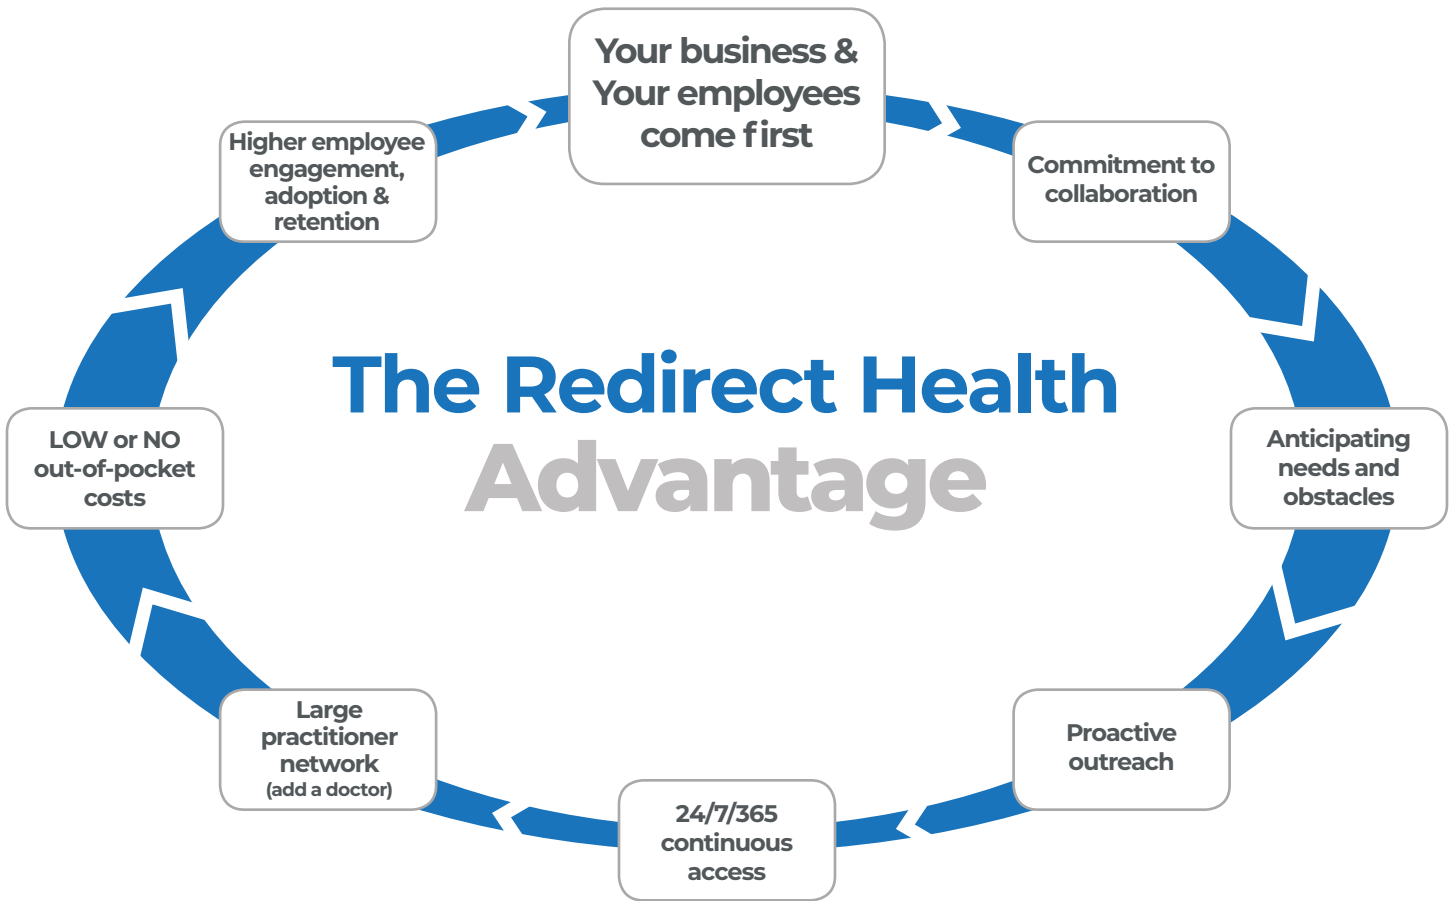 Your business &
Your employees
come first
Higher employee
engagement,
adoption &
retention
Commitment to
collaboration
The Redirect Health
Advantage
LOW or NO
out-of-pocket
costs
Anticipating
needs and
obstacles
Large
practitioner
network
(add a doctor)
Proactive
outreach
24/7/365
continuous
access